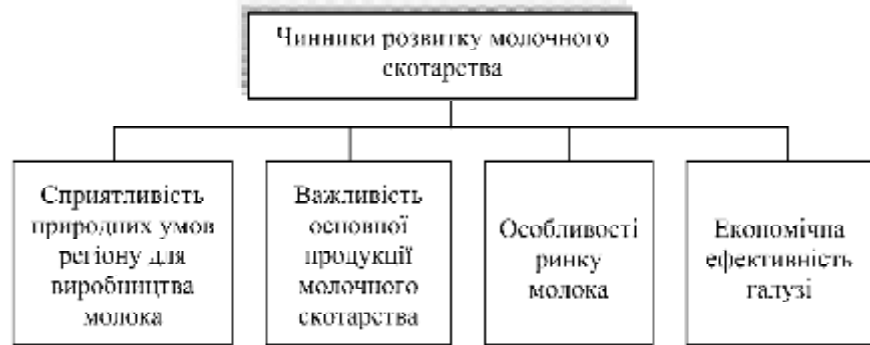 Чинники розвитку молочного
скотарства
Сприятливість
природних умов
регіону для
виробництва
молока
Важливість
основної
продукції
молочного
скотарства
Особливості
ринку
молока
Економічна
ефективність
галузі